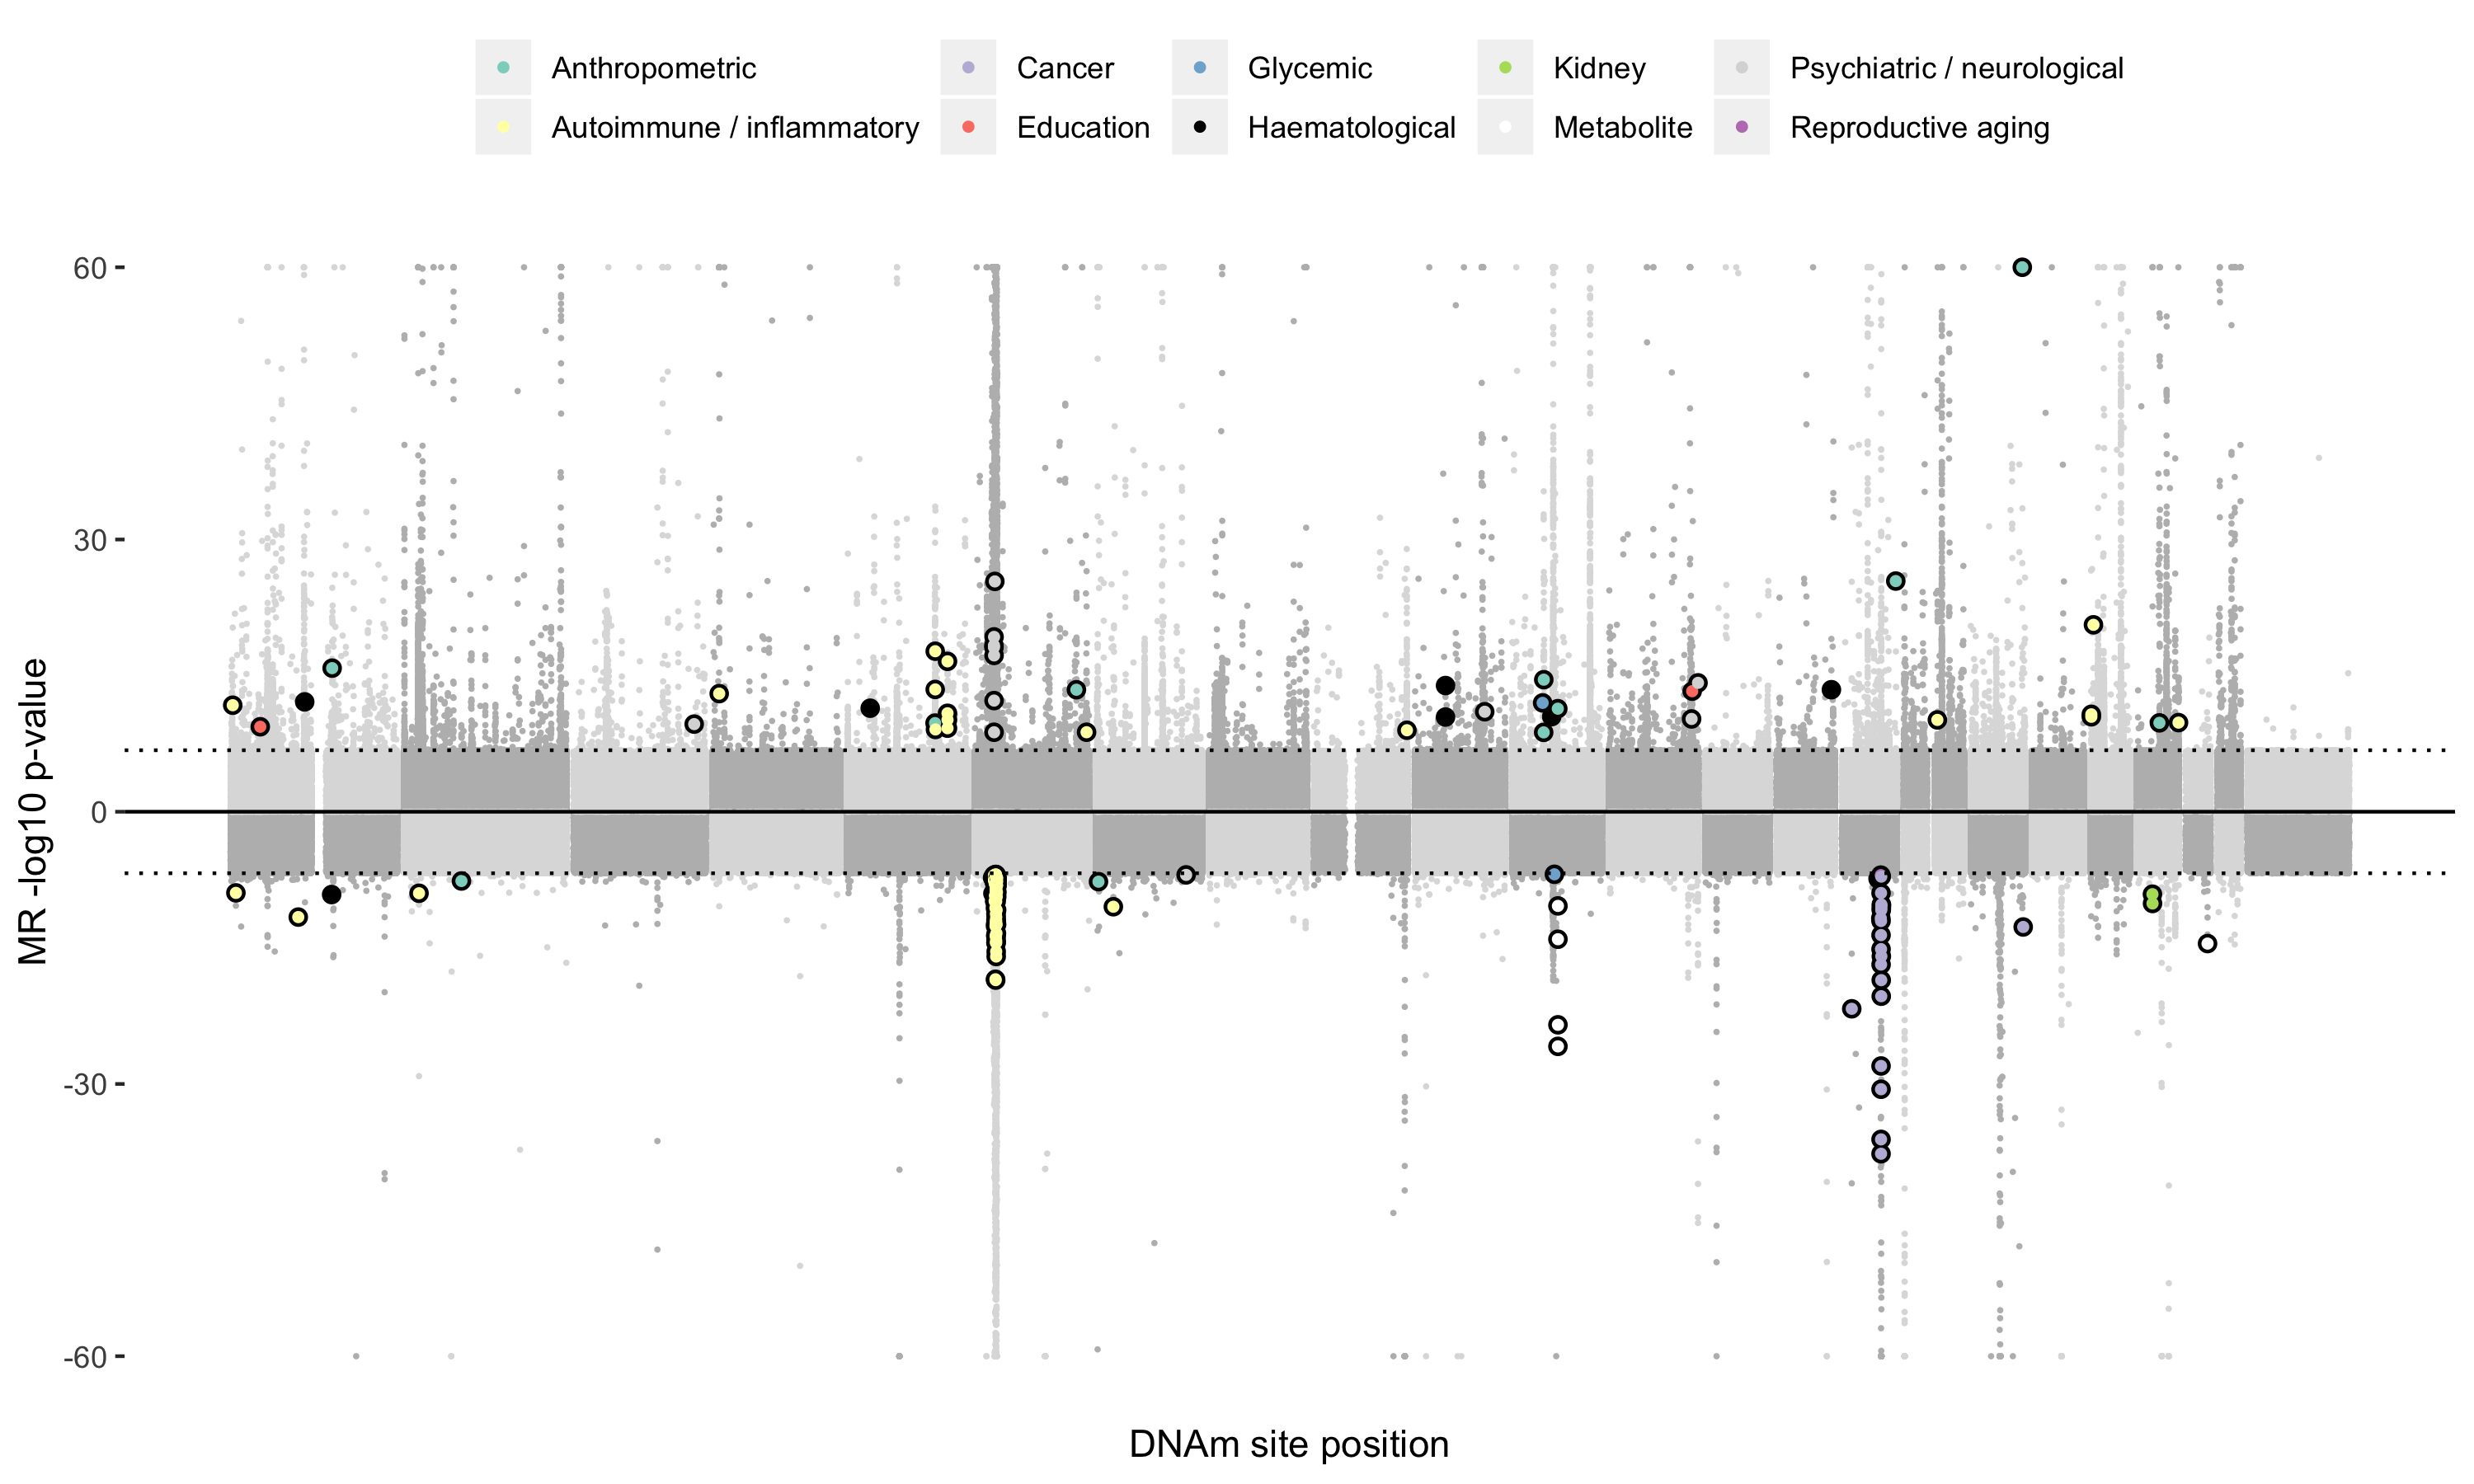 Anthropometric Cancer Glycemic Kidney Psychiatric / neurological
Autoimmune / inflammatory Education Haematological Metabolite Reproductive aging
60
30
0
-30
-60
MR -log10 p-value
DNAm site position